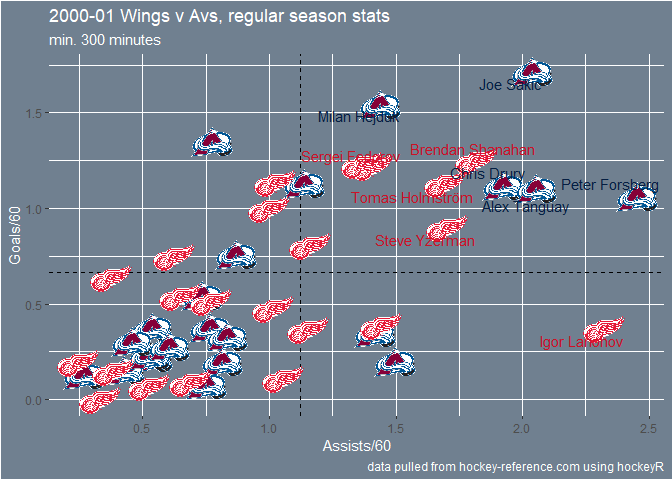 2000-01 Wings v Avs, regular season stats
min. 300 minutes
Joe Sakic
Milan Hejduk
Sergei Fedorov
Brendan Shanahan
Chris Drury
Peter Forsberg
Tomas Holmstrom
Alex Tanguay
Steve Yzerman
Igor Larionov
Goals/60
1.5
1.0
0.5
0.0
0.5
1.0
1.5
2.0
2.5
Assists/60
data pulled from hockey-reference.com using hockeyR